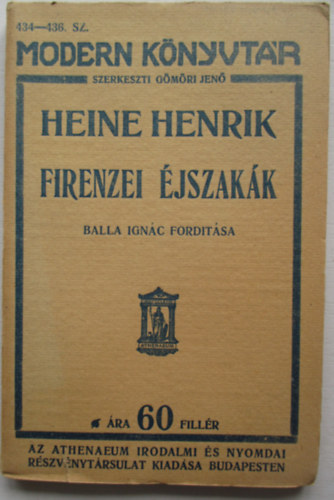 434—436. SZ.
MODERN KÖNYVTÁR
SZERKESZTI GÖMÖRI JENŐ
HEINE HENRIK
FIRENZEI ÉJSZAKÁK
BALLA IGNÁC FORDITÁSA
ATHENAEUM
ÁRA 60 FILLÉR
AZ ATHENAEUM IRODALMI ÉS NYOMDAI
RÉSZVÉNYTÁRSULAT KIADÁSA BUDAPESTEN